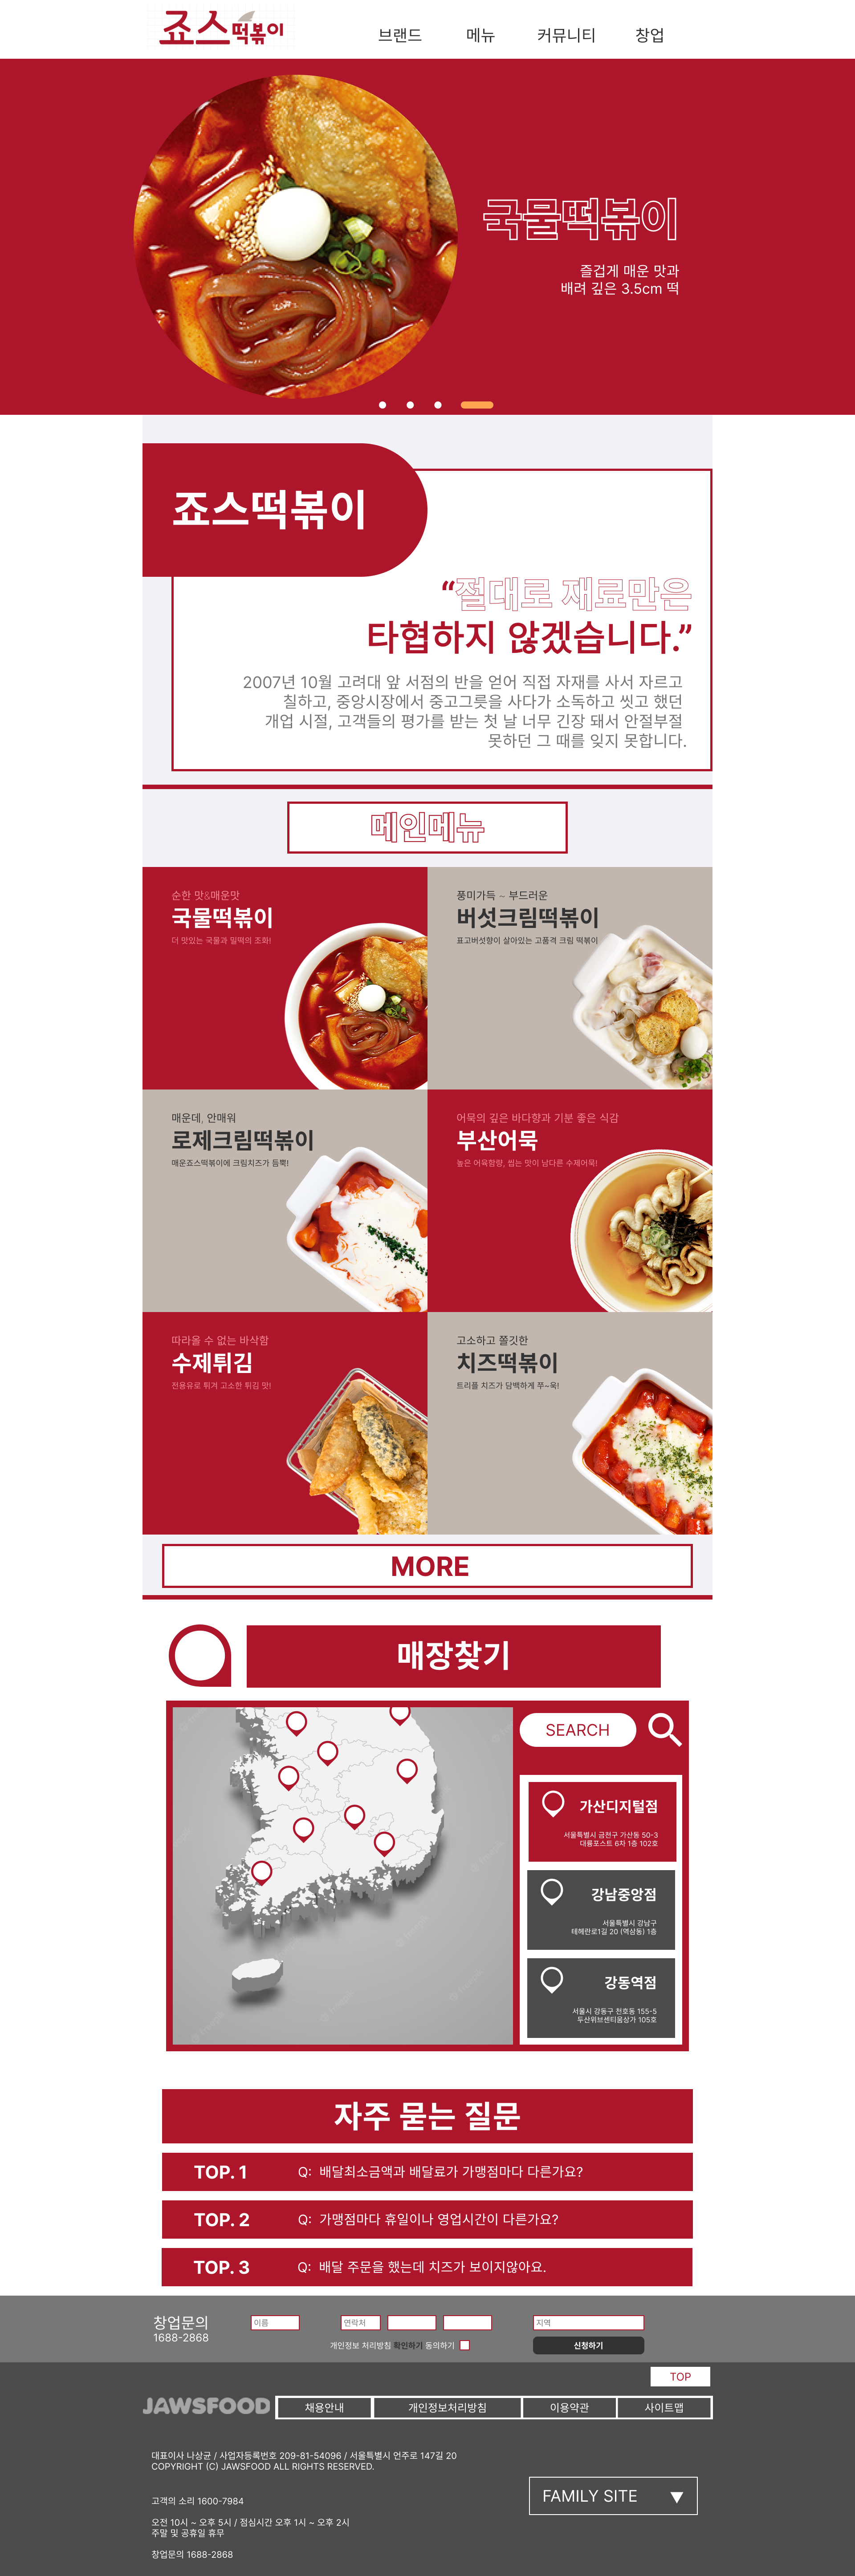 죠스떡볶이
브랜드 메뉴 커뮤니티 창업
국물떡볶이
즐겁게 매운 맛과
배려 깊은 3.5cm 떡
죠스떡볶이
“절대로 재료만은
타협하지 않겠습니다.”
2007년 10월 고려대 앞 서점의 반을 얻어 직접 자재를 사서 자르고
칠하고, 중앙시장에서 중고그릇을 사다가 소독하고 씻고 했던
개업 시절, 고객들의 평가를 받는 첫 날 너무 긴장 돼서 안절부절
못하던 그 때를 잊지 못합니다.
메인메뉴
순한 맛&매운맛
국물떡볶이
더 맛있는 국물과 밀떡의 조화!
풍미가득 ~ 부드러운
버섯크림떡볶이
표고버섯향이 살아있는 고품격 크림 떡볶이
매운데, 안매워
로제크림떡볶이
매운죠스떡볶이에 크림치즈가 듬뿍!
어묵의 깊은 바다향과 기분 좋은 식감
부산어묵
높은 어육함량, 씹는 맛이 남다른 수제어묵!
따라올 수 없는 바삭함
수제튀김
전용유로 튀겨 고소한 튀김 맛!
고소하고 쫄깃한
치즈떡볶이
트리플 치즈가 담백하게 쭈~욱!
MORE
매장찾기
SEARCH
가산디지털점
서울특별시 금천구 가산동 50-3
대륭포스트 6차 1층 102호
강남중앙점
서울특별시 강남구
테헤란로1길 20 (역삼동) 1층
강동역점
서울시 강동구 천호동 155-5
두산위브센티움상가 105호
자주 묻는 질문
TOP. 1 Q: 배달최소금액과 배달료가 가맹점마다 다른가요?
TOP. 2 Q: 가맹점마다 휴일이나 영업시간이 다른가요?
TOP. 3 Q: 배달 주문을 했는데 치즈가 보이지않아요.
창업문의
1688-2868
이름 연락처 지역
개인정보 처리방침 확인하기 동의하기
신청하기
TOP
JAWSFOOD
채용안내 개인정보처리방침 이용약관 사이트맵
대표이사 나상균 / 사업자등록번호 209-81-54096 / 서울특별시 언주로 147길 20
COPYRIGHT (C) JAWSFOOD ALL RIGHTS RESERVED.
FAMILY SITE ▼
고객의 소리 1600-7984
오전 10시 ~ 오후 5시 / 점심시간 오후 1시 ~ 오후 2시
주말 및 공휴일 휴무
창업문의 1688-2868